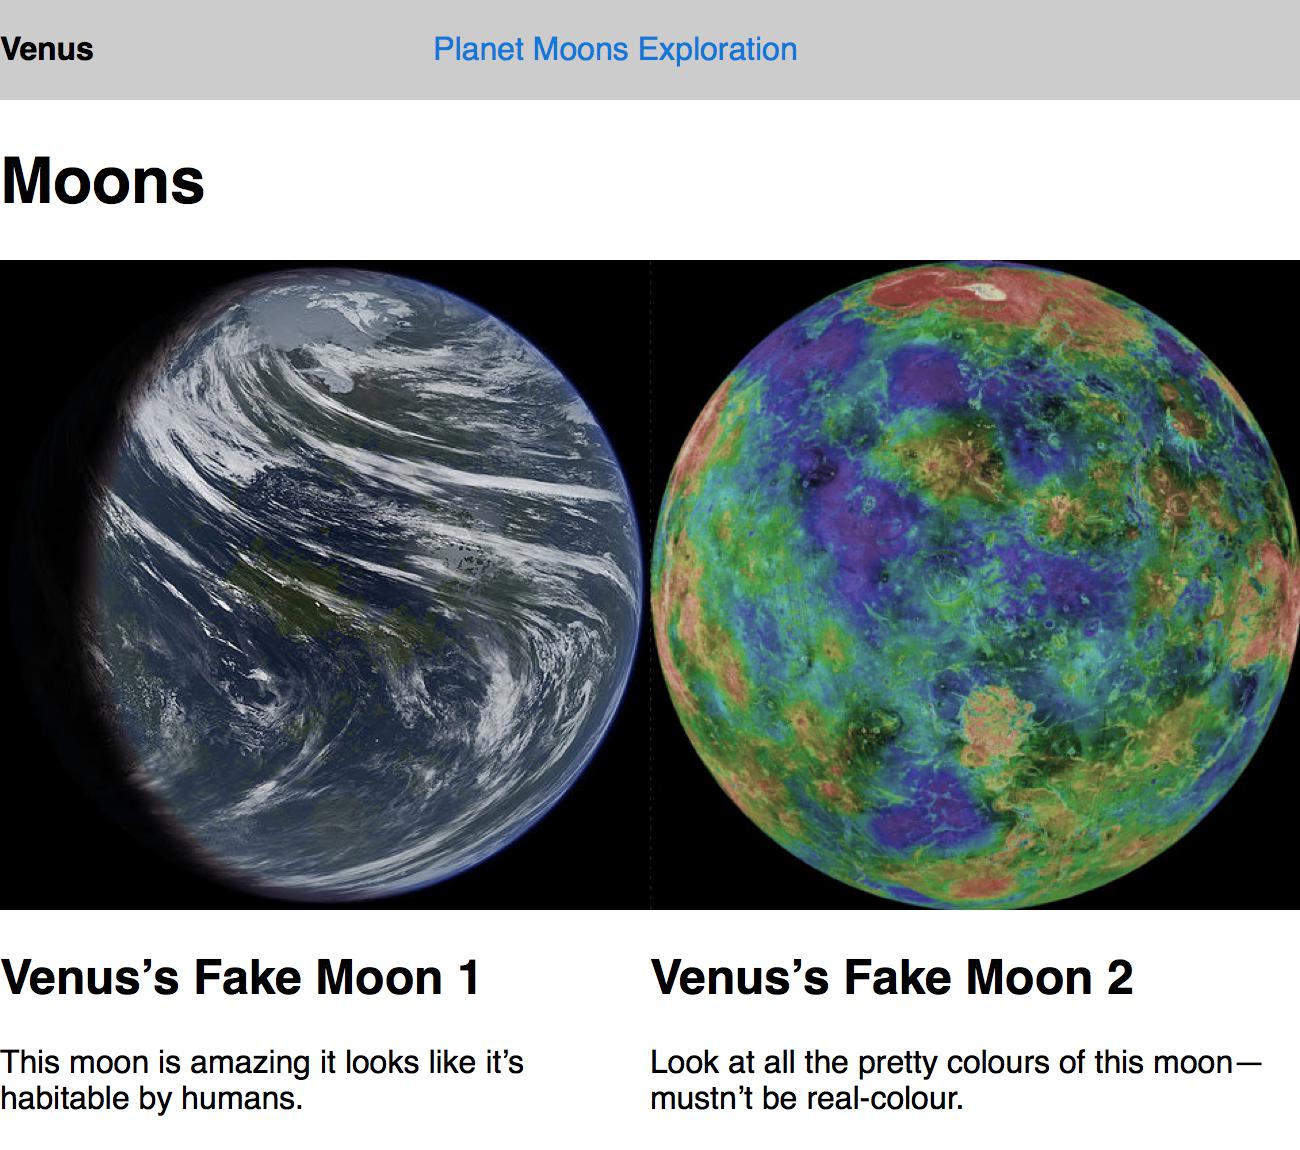 Venus
Planet Moons Exploration
Moons
Venus’s Fake Moon 1
This moon is amazing it looks like it’s
habitable by humans.
Venus’s Fake Moon 2
Look at all the pretty colours of this moon—
mustn’t be real-colour.